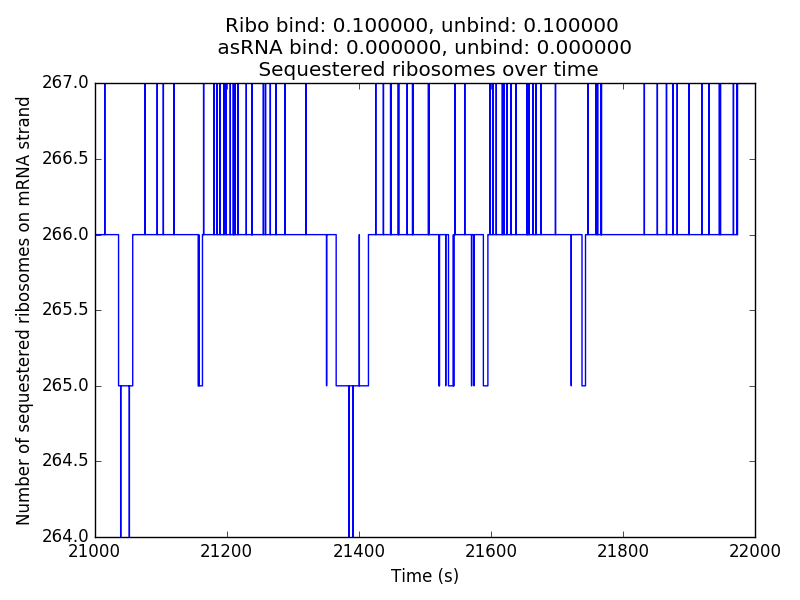 Ribo bind: 0.100000, unbind: 0.100000
asRNA bind: 0.000000, unbind: 0.000000
Sequestered ribosomes over time
267.0
266.5
266.0
265.5
265.0
264.5
264.0
Number of sequestered ribosomes on mRNA strand
21000 21200 21400 21600 21800 22000
Time (s)